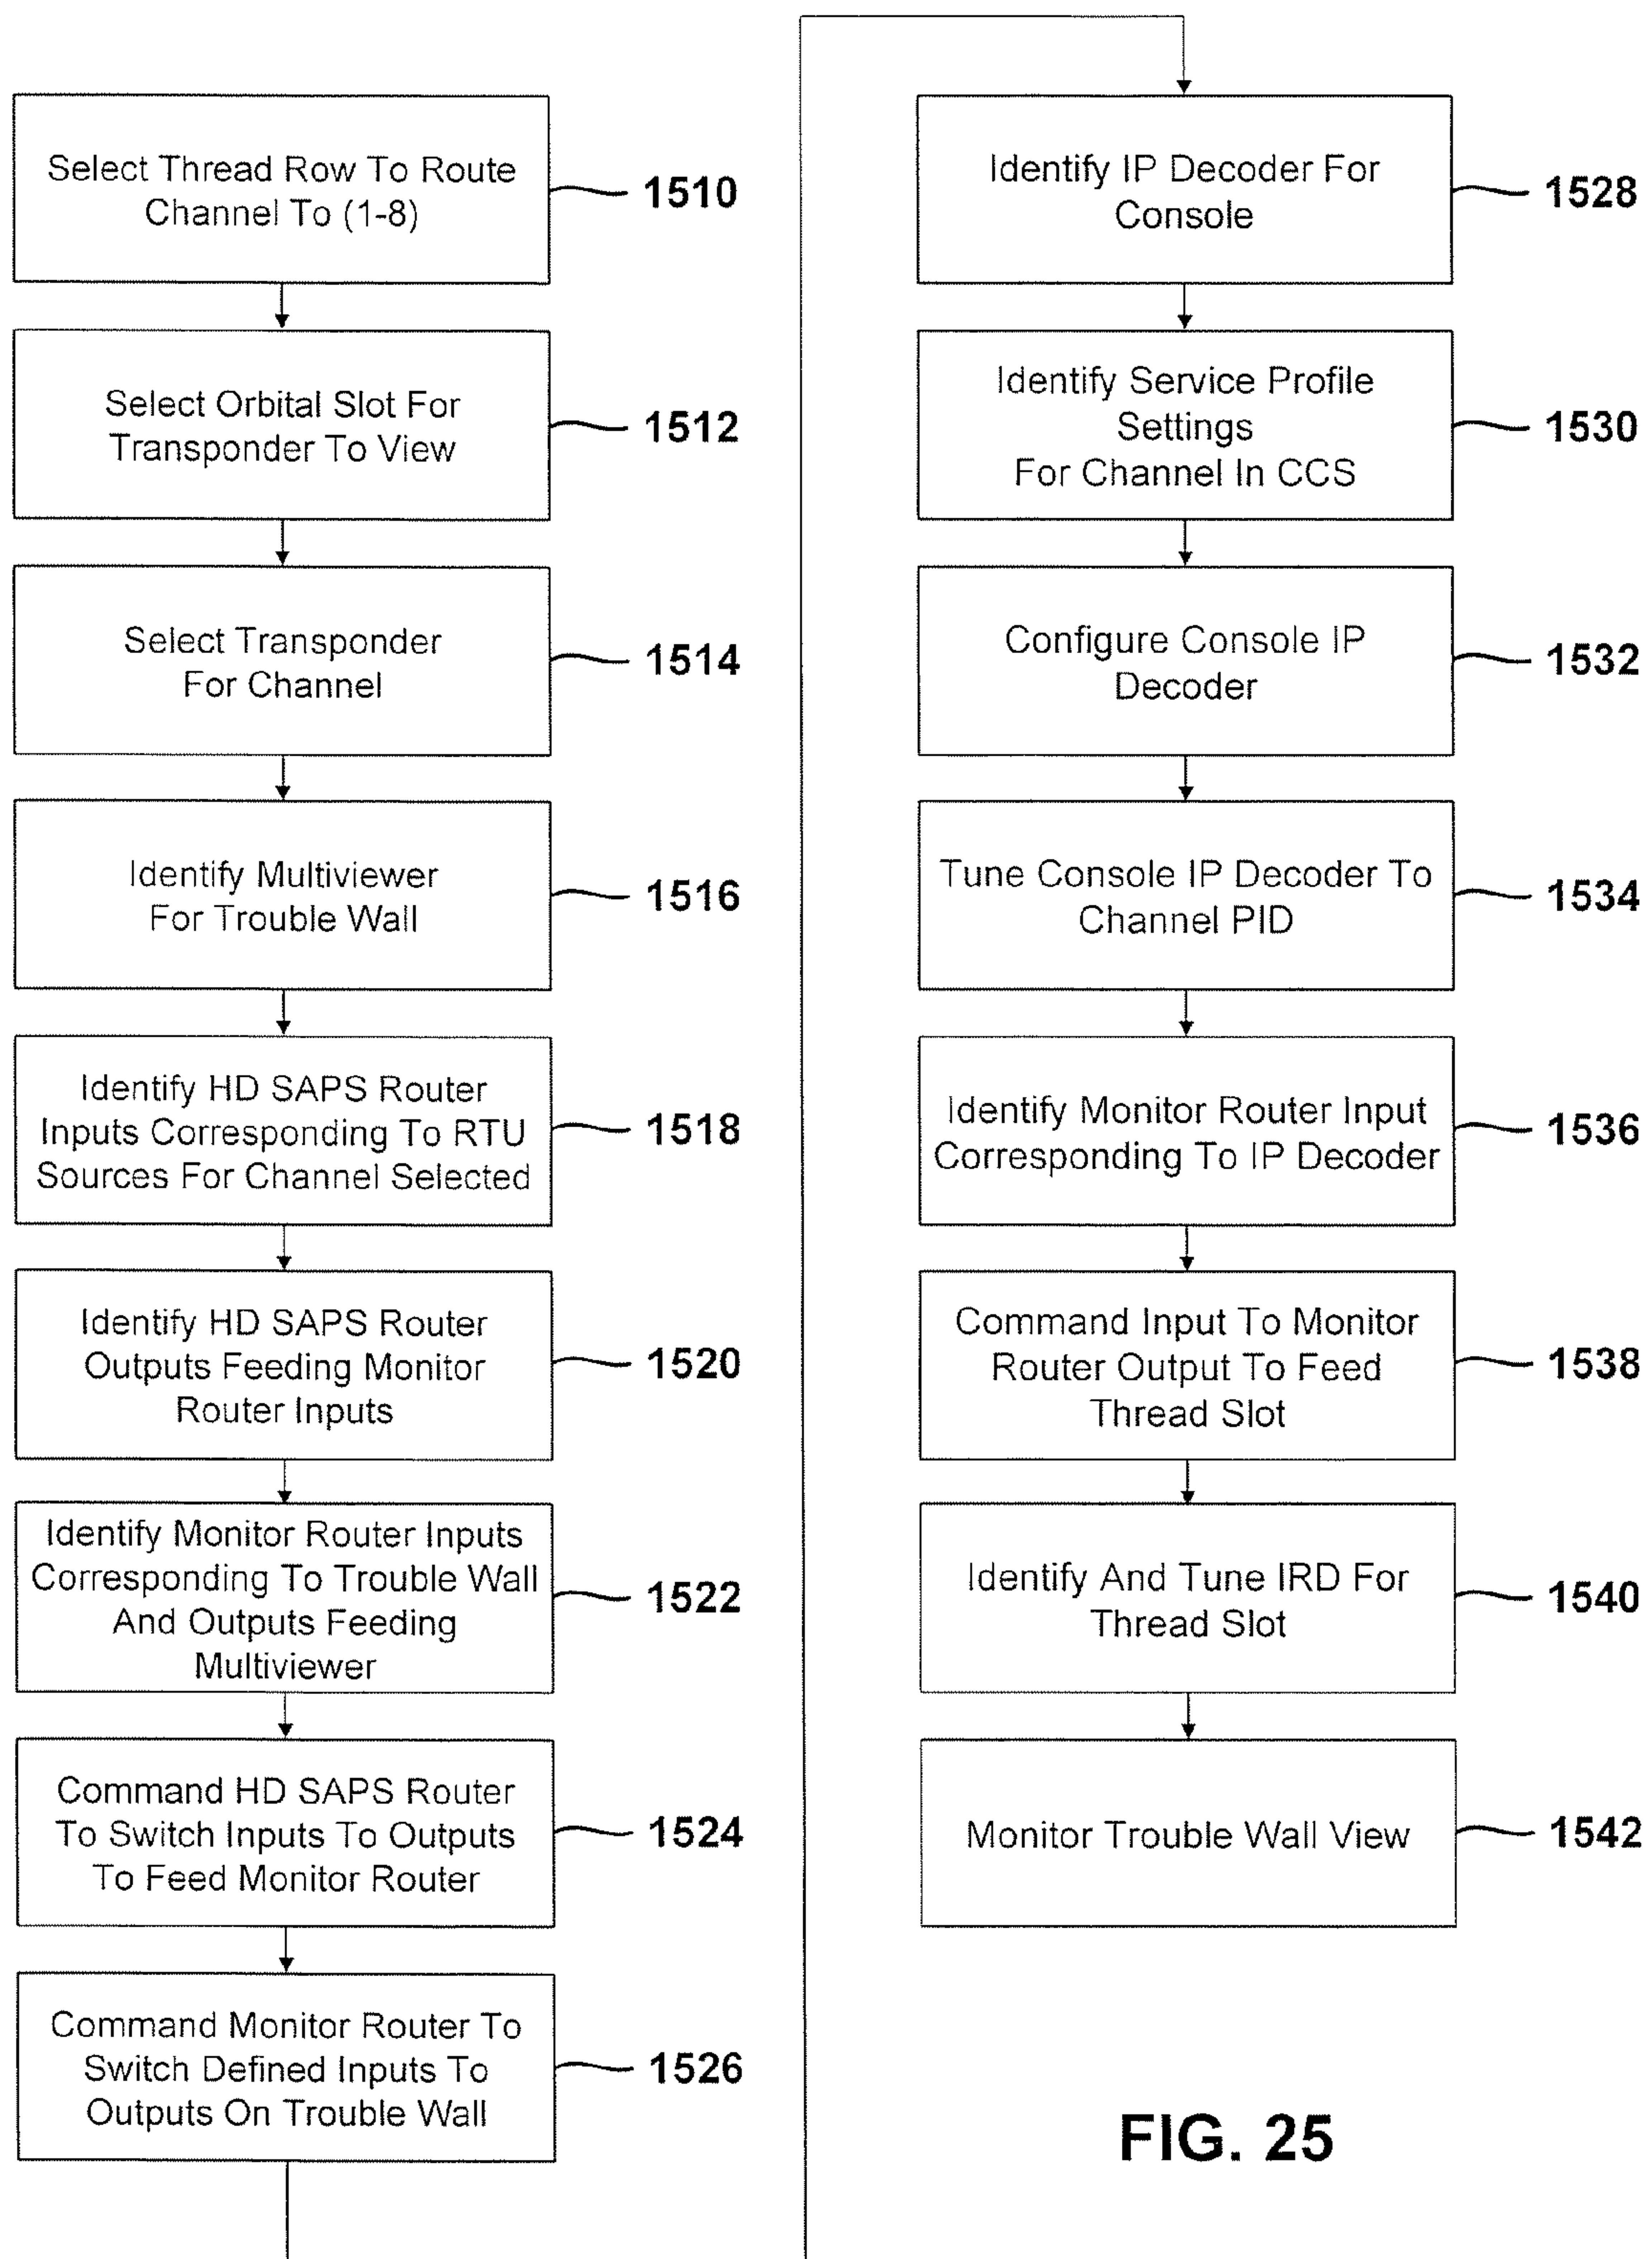 Select Thread Row To Route
Channel To (1-8)
1510
Select Orbital Slot For
Transponder To View
1512
Select Transponder
For Channel
1514
Identify Multiviewer
For Trouble Wall
1516
Identify HD SAPS Router
Inputs Corresponding To RTU
Sources For Channel Selected
1518
Identify HD SAPS Router
Outputs Feeding Monitor
Router Inputs
1520
Identify Monitor Router Inputs
Corresponding To Trouble Wall
And Outputs Feeding
Multiviewer
1522
Command HD SAPS Router
To Switch Inputs To Outputs
To Feed Monitor Router
1524
Command Monitor Router To
Switch Defined Inputs To
Outputs On Trouble Wall
1526
Identify IP Decoder For
Console
1528
Identify Service Profile
Settings
For Channel In CCS
1530
Configure Console IP
Decoder
1532
Tune Console IP Decoder To
Channel PID
1534
Identify Monitor Router Input
Corresponding To IP Decoder
1536
Command Input To Monitor
Router Output To Feed
Thread Slot
1538
Identify And Tune IRD For
Thread Slot
1540
Monitor Trouble Wall View
1542
FIG. 25